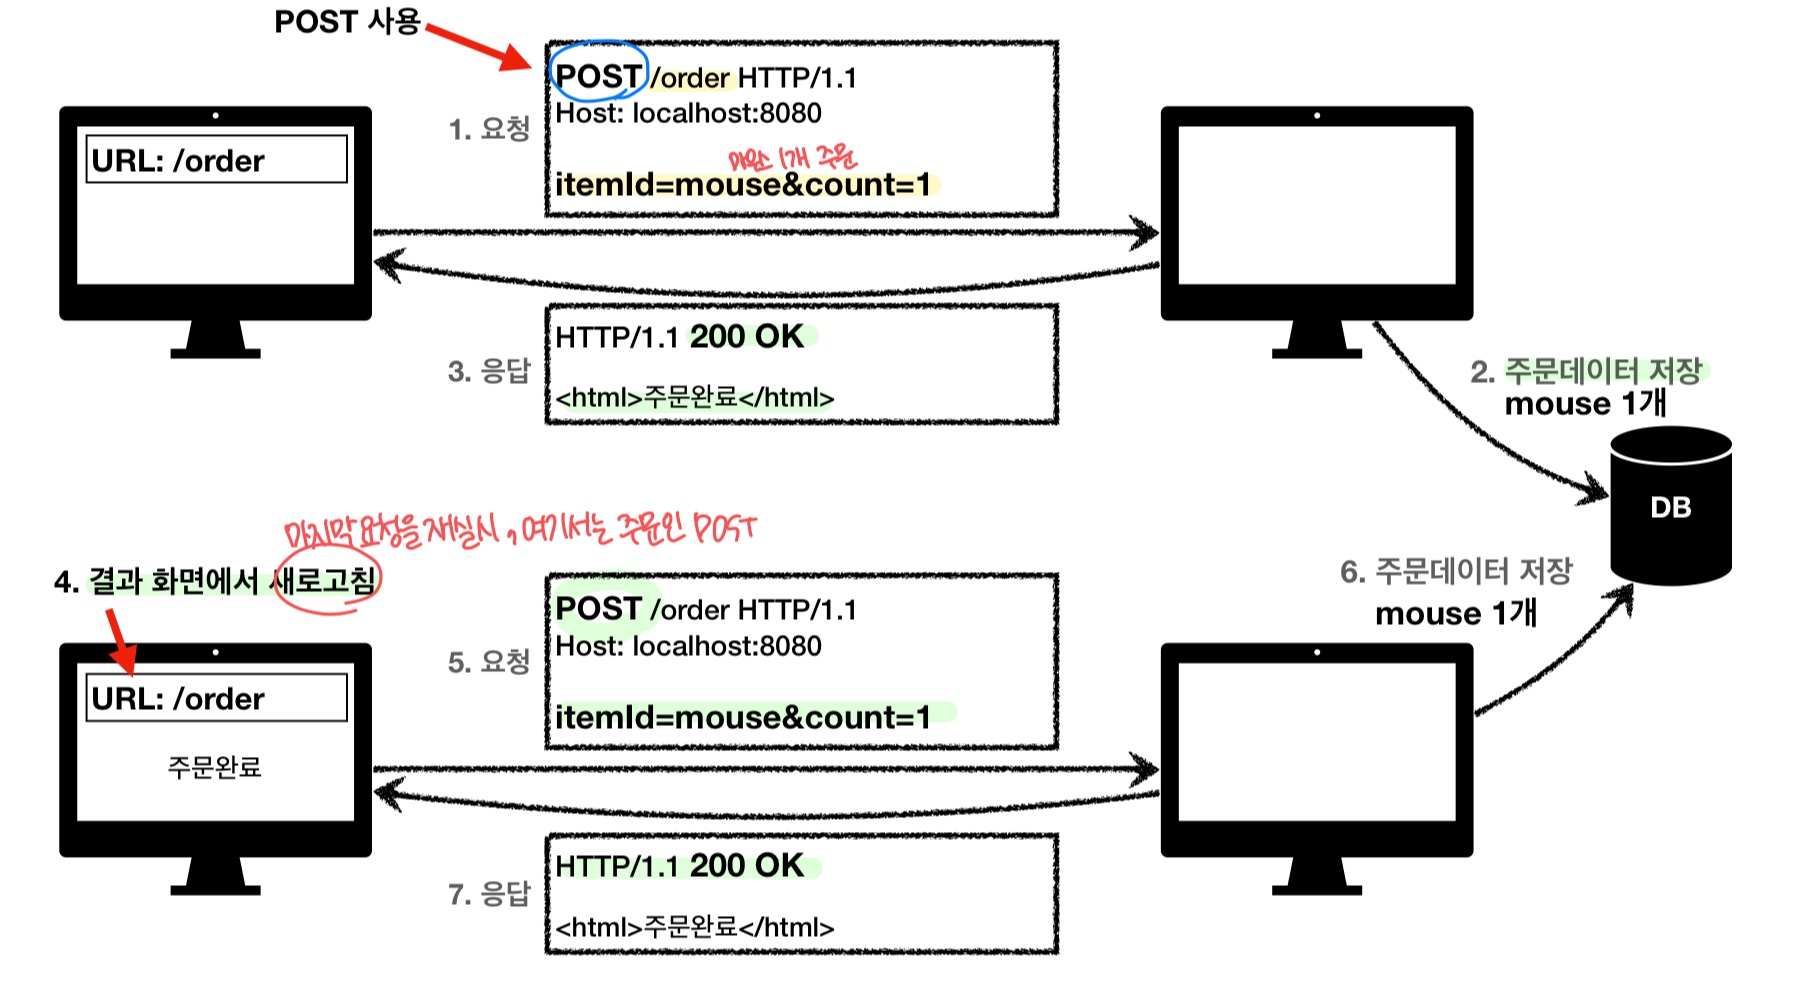 POST 사용
POST /order HTTP/1.1
Host: localhost:8080
1. 요청
마우스 1개 주문
itemId=mouse&count=1
URL: /order
HTTP/1.1 200 OK
3. 응답
<html>주문완료</html>
2. 주문데이터 저장
mouse 1개
DB
마지막 요청을 재실시, 여기서는 주문인 POST
4. 결과 화면에서 새로고침
POST /order HTTP/1.1
Host: localhost:8080
5. 요청
itemId=mouse&count=1
6. 주문데이터 저장
mouse 1개
URL: /order
주문완료
HTTP/1.1 200 OK
7. 응답
<html>주문완료</html>